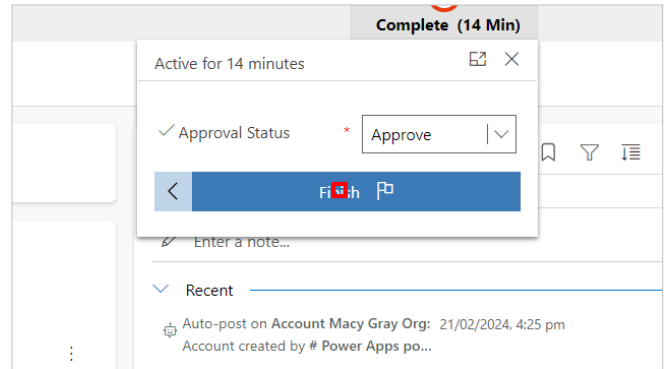 Complete (14 Min)
Active for 14 minutes
Approval Status * Approve
Finish
Enter a note...
Recent
Auto-post on Account Macy Gray Org: 21/02/2024, 4:25 pm
Account created by # Power Apps po...